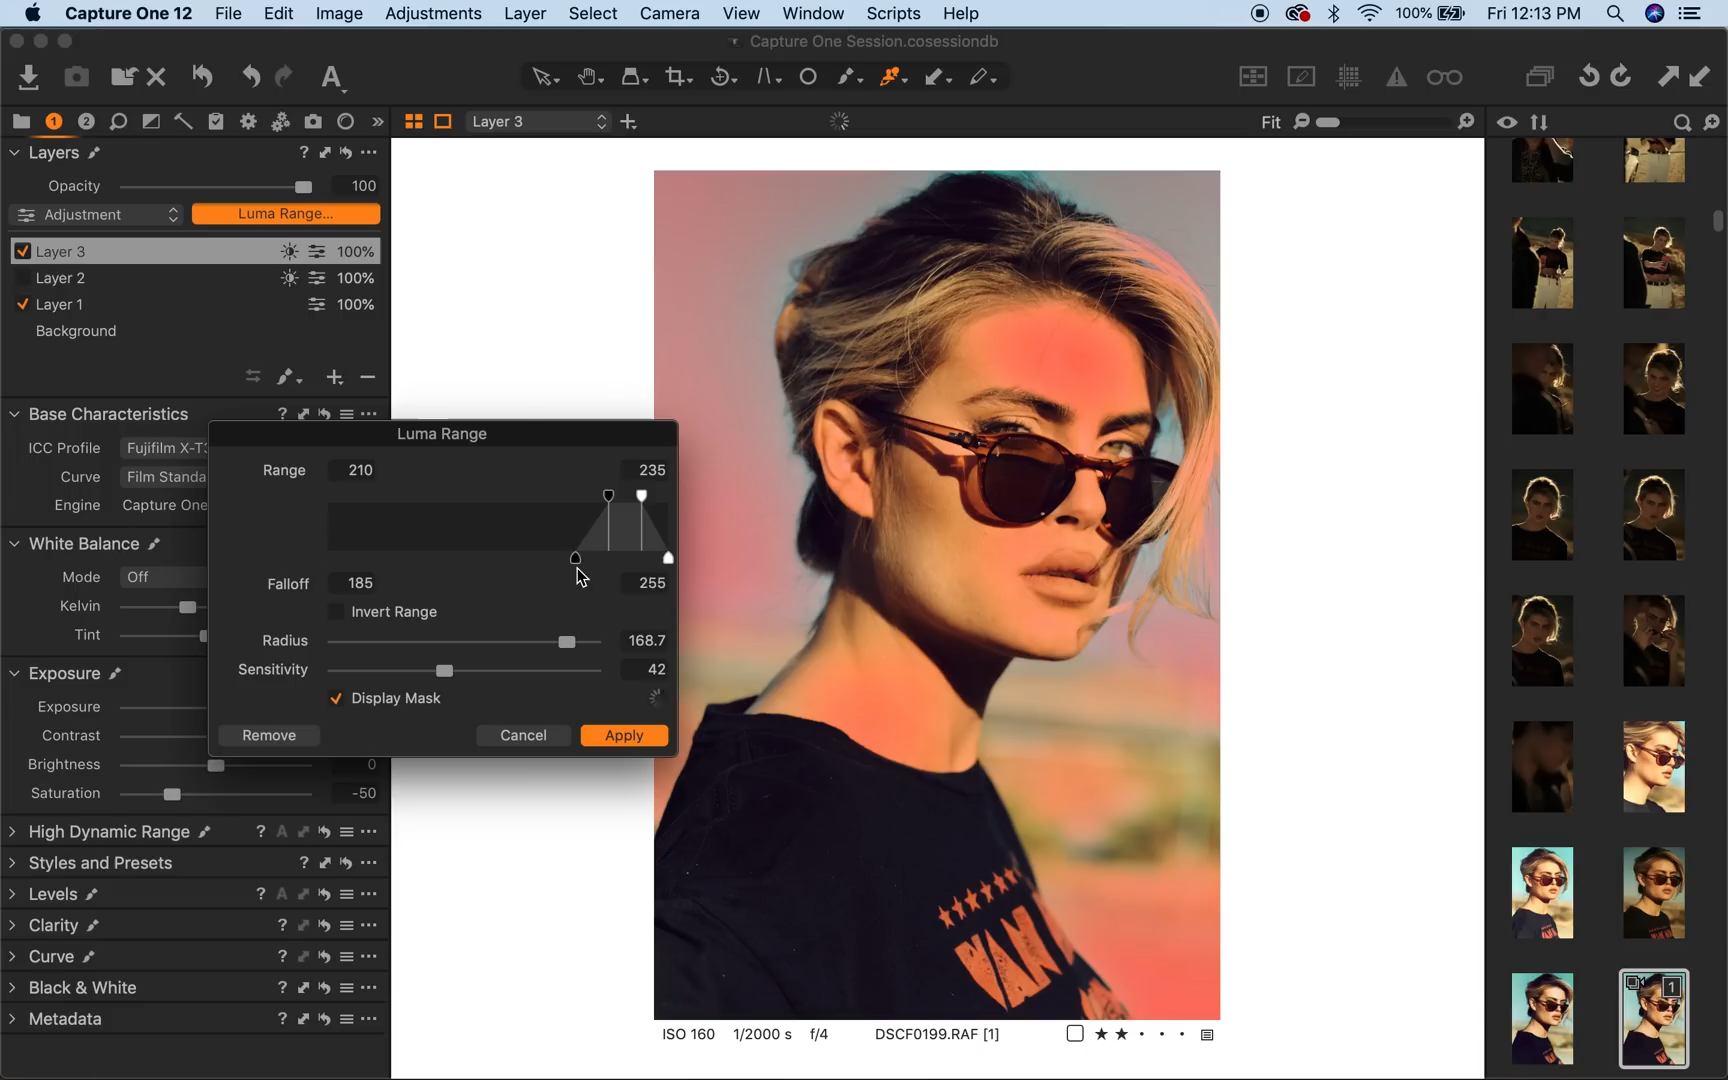 Capture One 12 File Edit Image Adjustments Layer Select Camera View Window Scripts Help 100% Fri 12:13 PM
Capture One Session.cosessiondb
A
1 2 Layer 3 Fit
Layers ? ...
Opacity 100
Adjustment Luma Range...
Layer 3 100%
Layer 2 100%
Layer 1 100%
Background
Base Characteristics ? ...
ICC Profile Fujifilm X-T3
Curve Film Standa
Engine Capture One
White Balance
Mode Off
Kelvin
Tint
Exposure
Exposure
Contrast
Brightness 0
Saturation -50
High Dynamic Range ? A ...
Styles and Presets ? ...
Levels ? A ...
Clarity ? ...
Curve ? ...
Black & White ? ...
Metadata ? ...
Luma Range
Range 210 235
Falloff 185 255
Invert Range
Radius 168.7
Sensitivity 42
Display Mask
Remove Cancel Apply
ISO 160 1/2000 s f/4 DSCF0199.RAF [1]
1